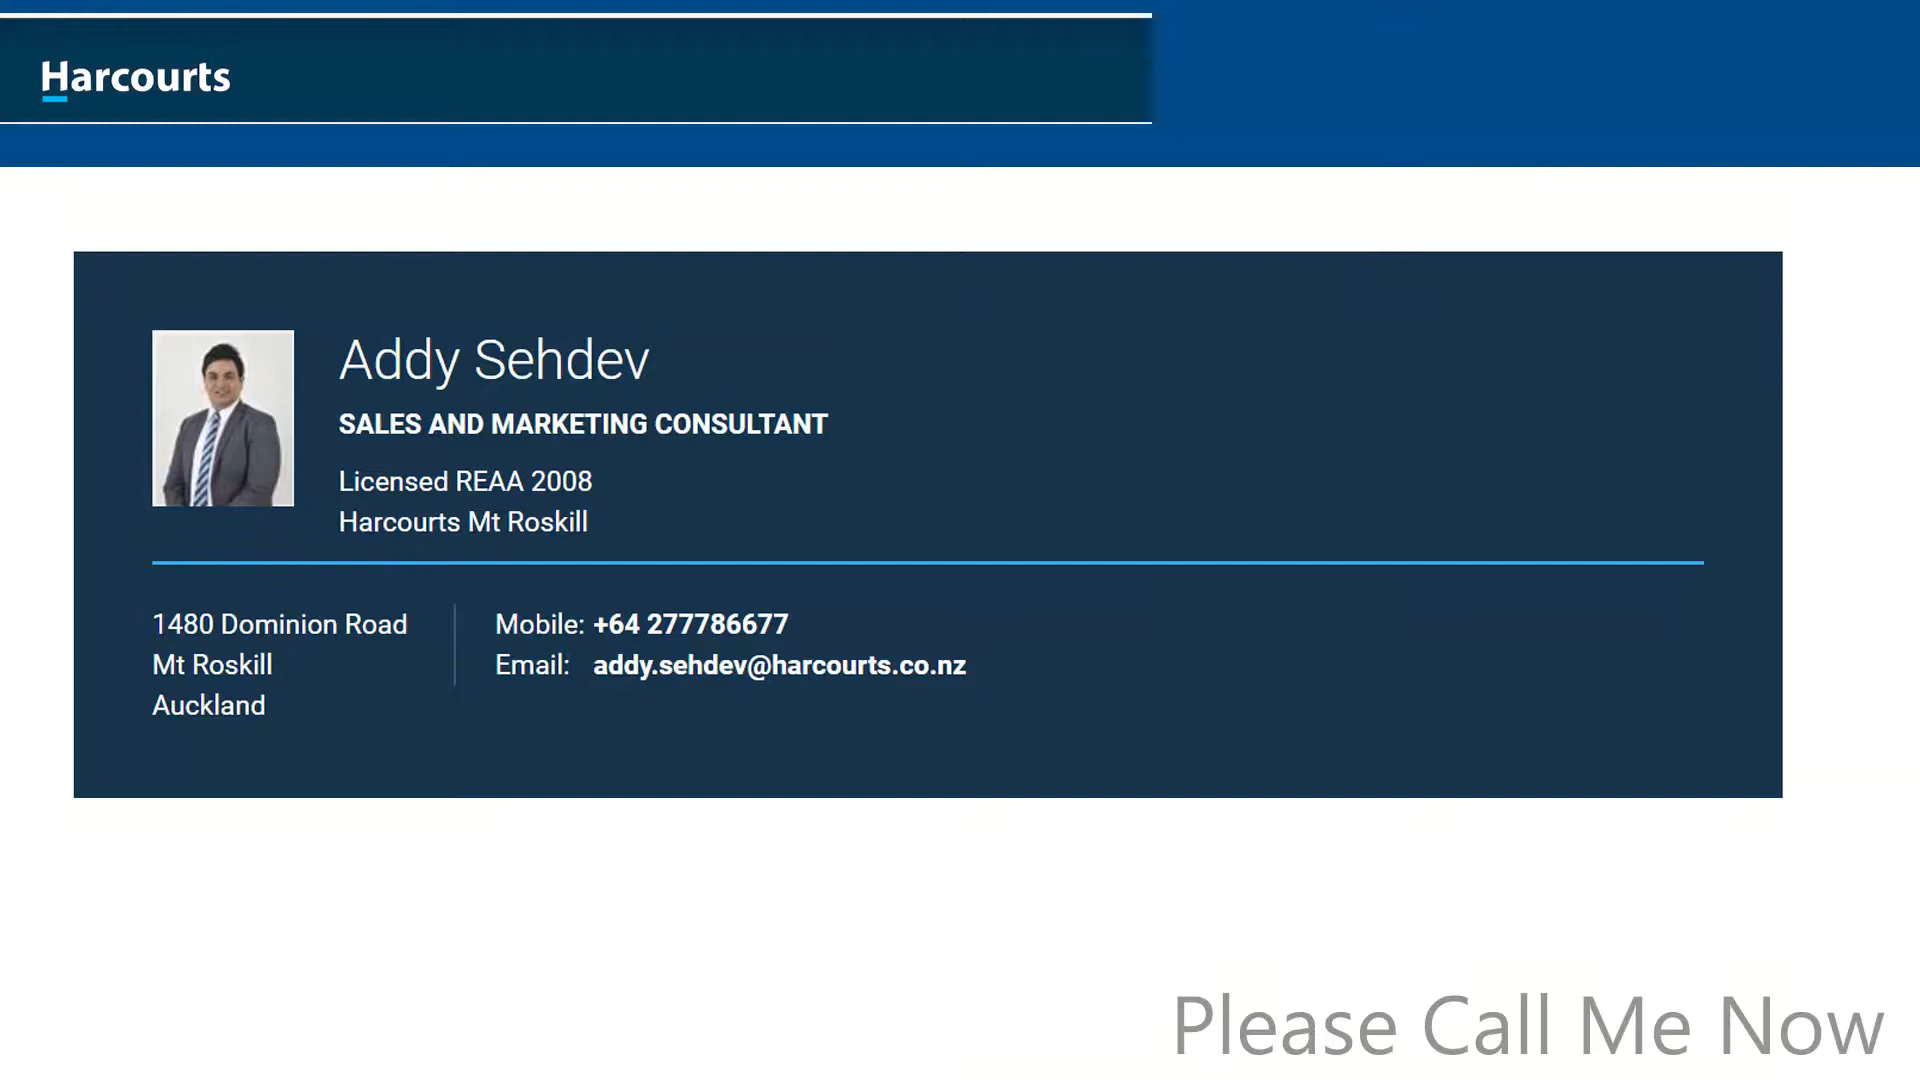 Harcourts
Addy Sehdev
SALES AND MARKETING CONSULTANT
Licensed REAA 2008
Harcourts Mt Roskill
1480 Dominion Road
Mt Roskill
Auckland
Mobile: +64 277786677
Email: addy.sehdev@harcourts.co.nz
Please Call Me Now